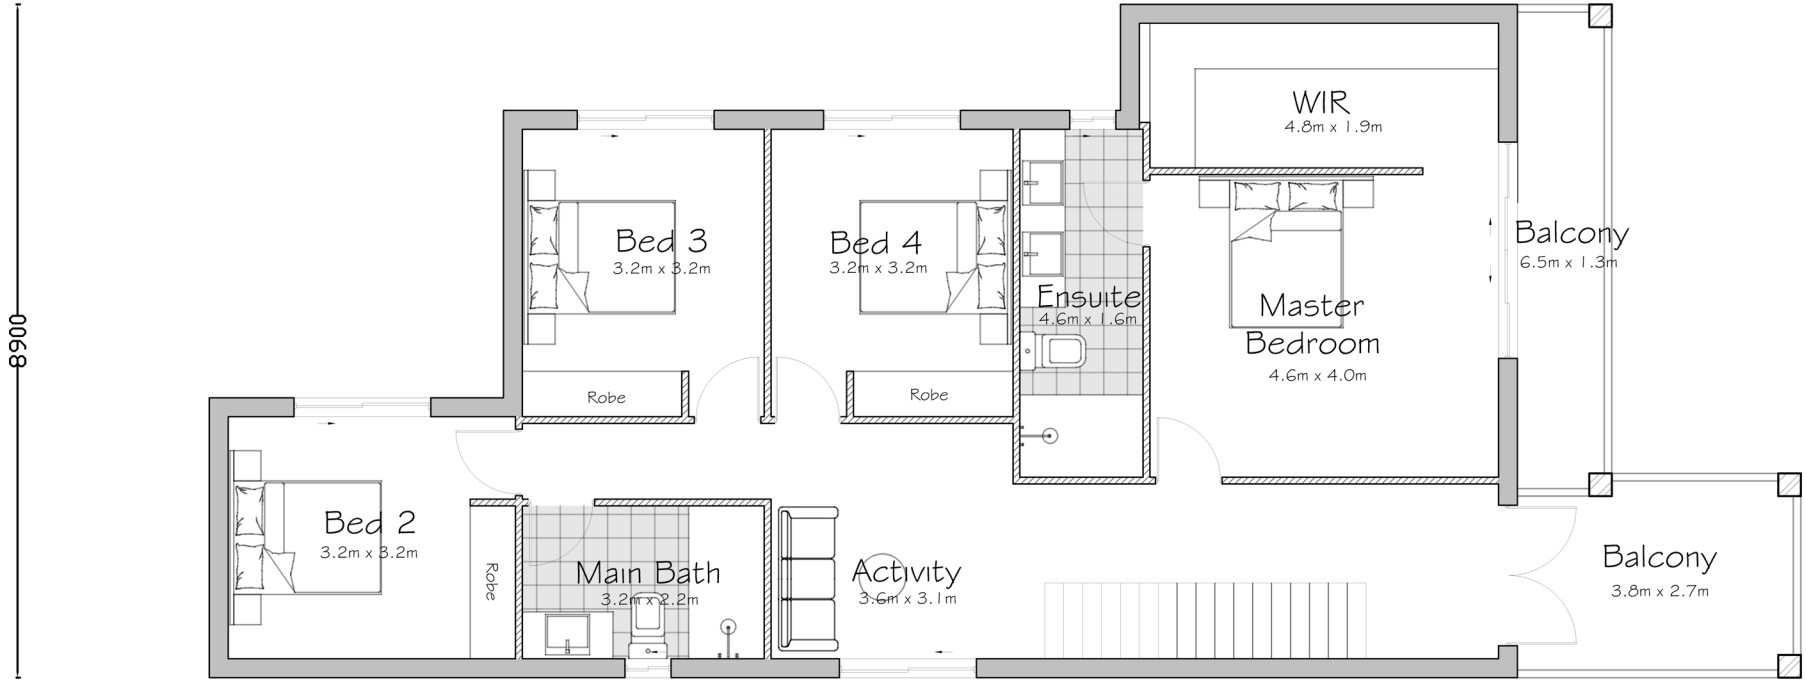 WIR
4.8m x 1.9m
Bed 3
3.2m x 3.2m
Bed 4
3.2m x 3.2m
Balcony
6.5m x 1.3m
Ensuite
4.6m x 1.6m
Master
Bedroom
4.6m x 4.0m
8900
Robe
Robe
Bed 2
3.2m x 3.2m
Robe
Main Bath
3.2m x 2.2m
Activity
3.6m x 3.1m
Balcony
3.8m x 2.7m